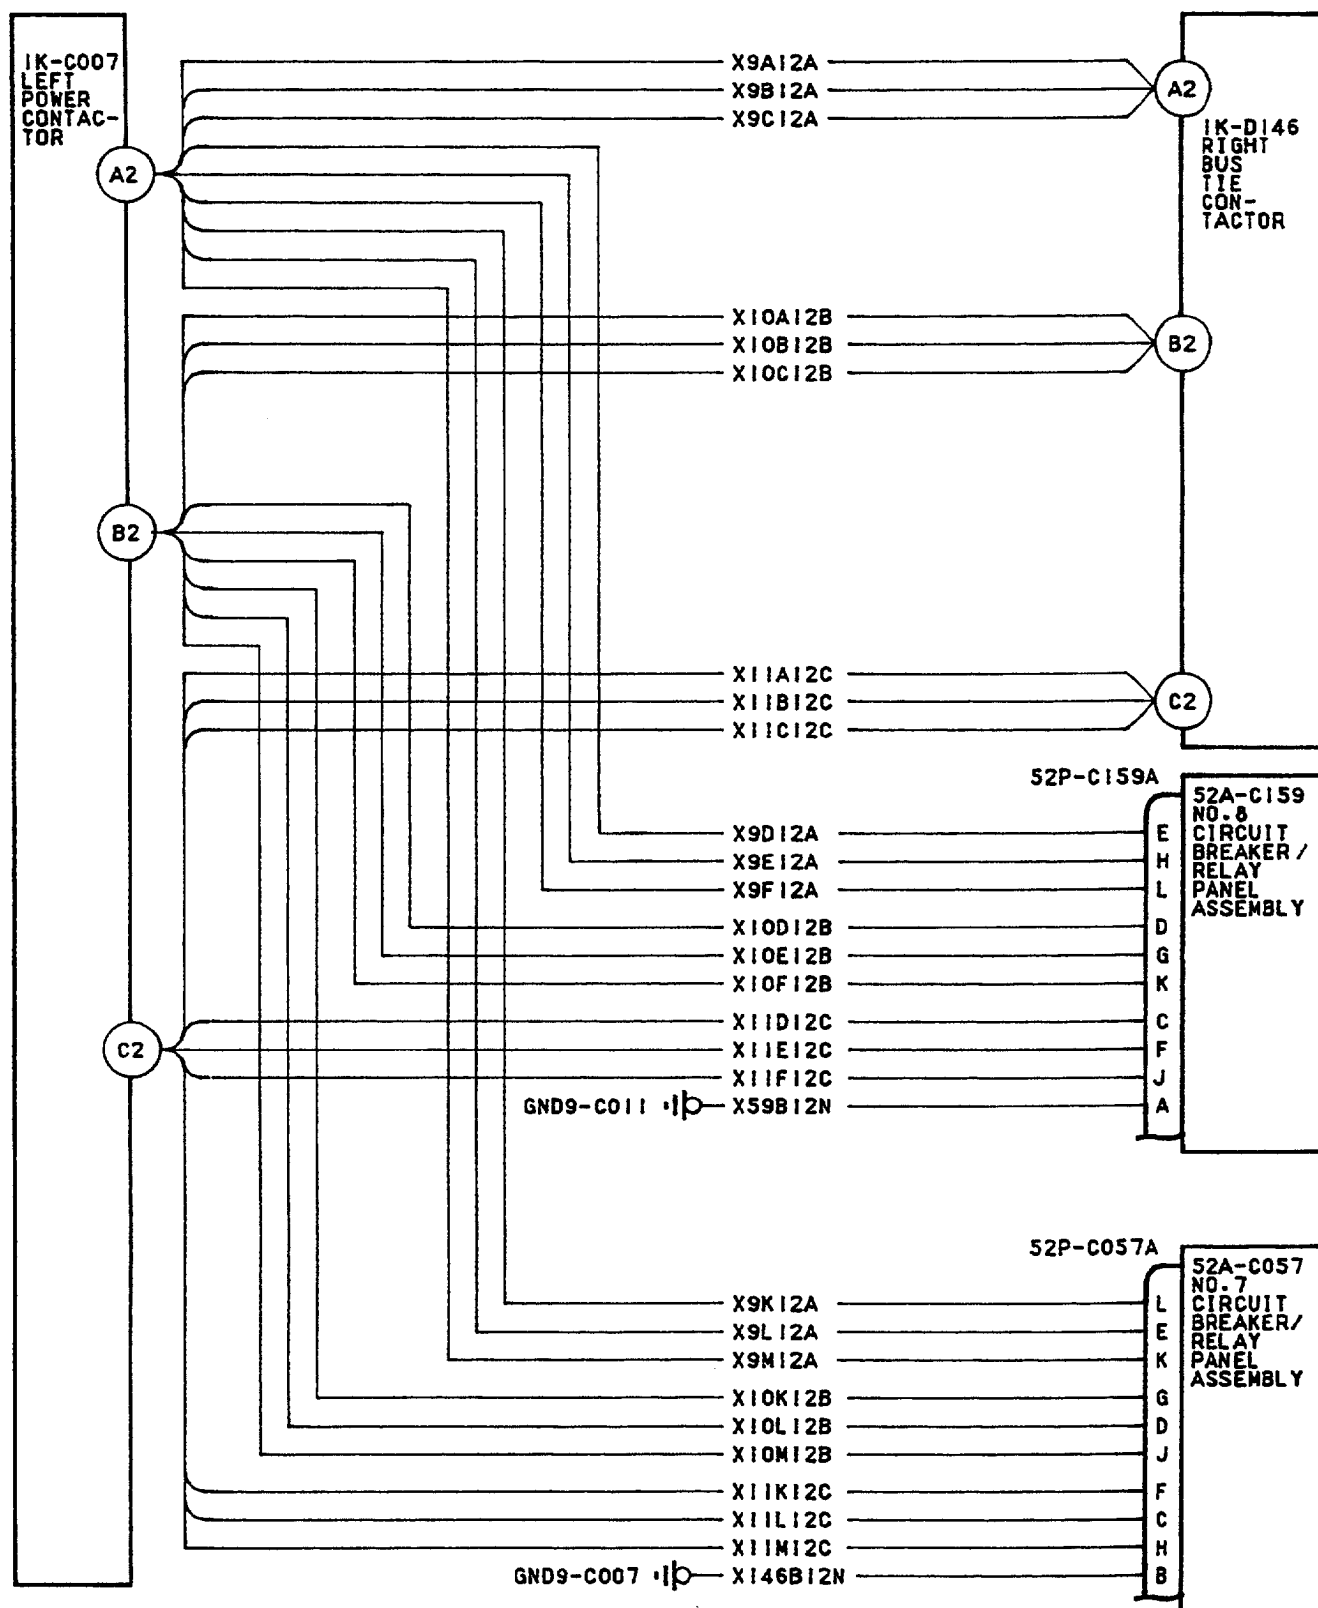 1K-C007
LEFT
POWER
CONTAC-
TOR
A2
B2
C2
X9A12A
X9B12A
X9C12A
A2
1K-D146
RIGHT
BUS
TIE
CON-
TACTOR
X10A12B
X10B12B
X10C12B
B2
X11A12C
X11B12C
X11C12C
C2
52P-C159A
52A-C159
NO.8
CIRCUIT
BREAKER/
RELAY
PANEL
ASSEMBLY
X9D12A E
X9E12A H
X9F12A L
X10D12B D
X10E12B G
X10F12B K
X11D12C C
X11E12C F
X11F12C J
GND9-C011 X59B12N A
52P-C057A
52A-C057
NO.7
CIRCUIT
BREAKER/
RELAY
PANEL
ASSEMBLY
X9K12A L
X9L12A E
X9M12A K
X10K12B G
X10L12B D
X10M12B J
X11K12C F
X11L12C C
X11M12C H
GND9-C007 X146B12N B